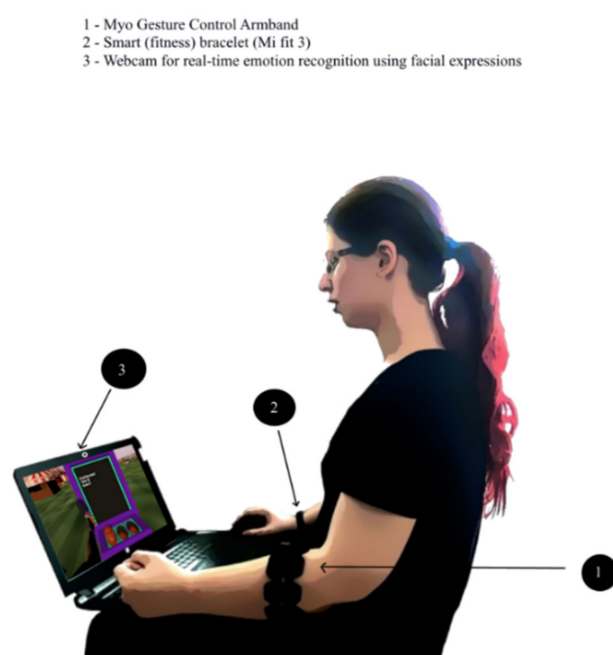 1 - Myo Gesture Control Armband
2 - Smart (fitness) bracelet (Mi fit 3)
3 - Webcam for real-time emotion recognition using facial expressions
3
2
1